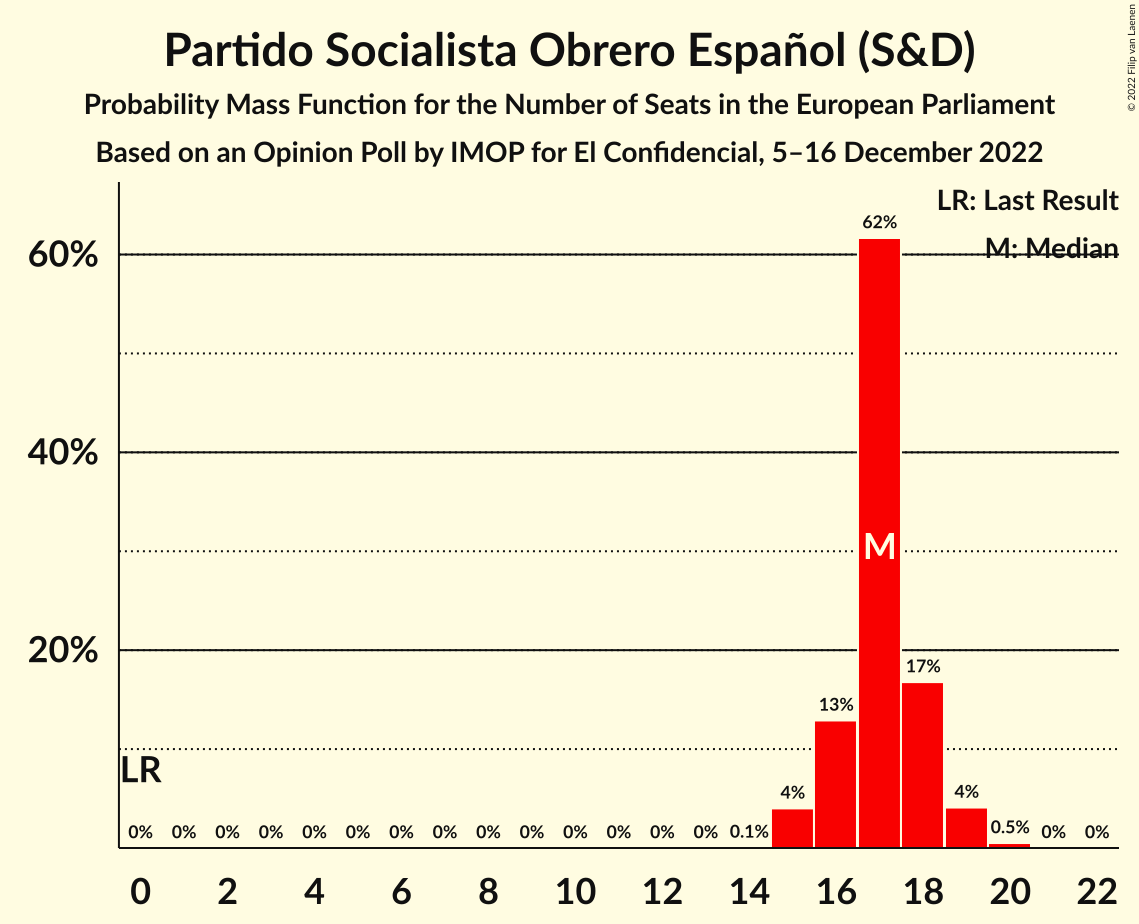 Partido Socialista Obrero Español (S&D)
Probability Mass Function for the Number of Seats in the European Parliament
Based on an Opinion Poll by IMOP for El Confidencial, 5–16 December 2022
© 2022 Filip van Laenen
LR: Last Result
M: Median
60%
40%
20%
62%
M
17%
13%
LR
4%
4%
0% 0% 0% 0% 0% 0% 0% 0% 0% 0% 0% 0% 0% 0% 0.1% 0.5% 0% 0%
0 2 4 6 8 10 12 14 16 18 20 22